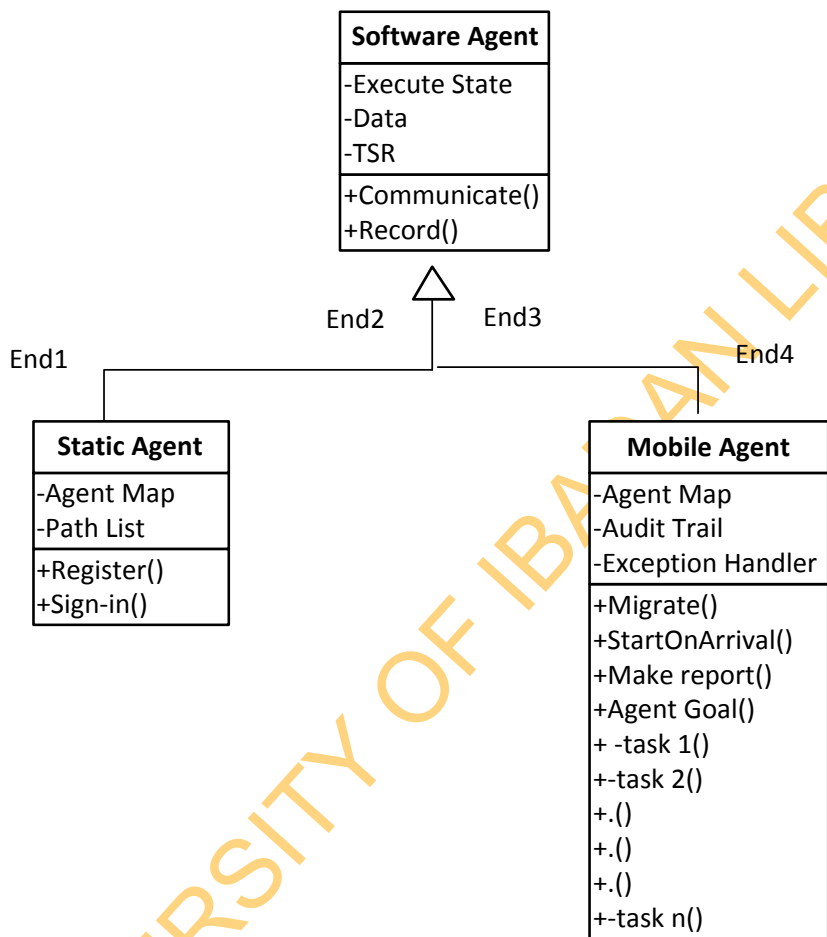 Software Agent
-Execute State
-Data
-TSR
+Communicate()
+Record()
End2
End3
End1
End4
Static Agent
-Agent Map
-Path List
+Register()
+Sign-in()
Mobile Agent
-Agent Map
-Audit Trail
-Exception Handler
+Migrate()
+StartOnArrival()
+Make report()
+Agent Goal()
+ -task 1()
+-task 2()
+.()
+.()
+.()
+-task n()
OF IBADAN